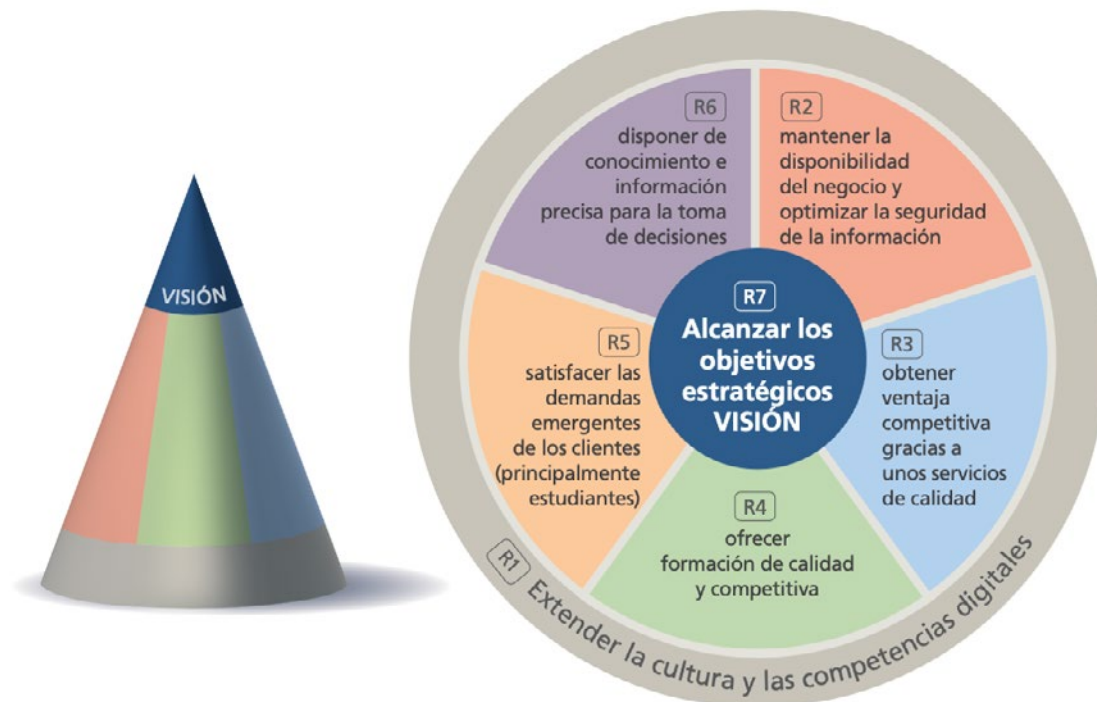 VISIÓN
R6
disponer de
conocimiento e
información
precisa para la toma
de decisiones
R2
mantener la
disponibilidad
del negocio y
optimizar la seguridad
de la información
R7
Alcanzar los
objetivos
estratégicos
VISIÓN
R5
satisfacer las
demandas
emergentes
de los clientes
(principalmente
estudiantes)
R3
obtener
ventaja
competitiva
gracias a
unos servicios
de calidad
R4
ofrecer
formación de calidad
y competitiva
R1 Extender la cultura y las competencias digitales